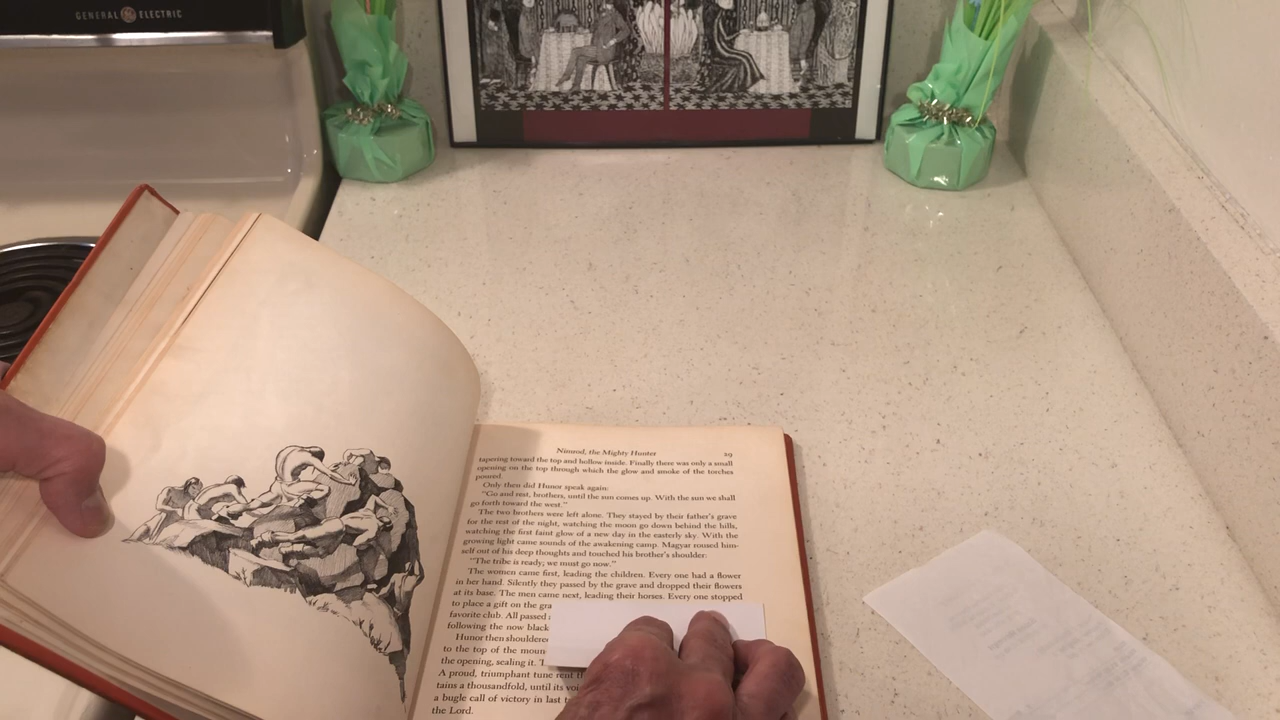 GENERAL GE ELECTRIC
Nimrod, the Mighty Hunter 29
tapering toward the top and hollow inside. Finally there was only a small
opening on the top through which the glow and smoke of the torches
poured.
Only then did Hunor speak again:
"Go and rest, brothers, until the sun comes up. With the sun we shall
go forth toward the west."
The two brothers were left alone. They stayed by their father's grave
for the rest of the night, watching the moon go down behind the hills,
watching the first faint glow of a new day in the easterly sky. With the
growing light came sounds of the awakening camp. Magyar roused him-
self out of his deep thoughts and touched his brother's shoulder:
"The tribe is ready; we must go now."
The women came first, leading the children. Every one had a flower
in her hand. Silently they passed by the grave and dropped their flowers
at its base. The men came next, leading their horses. Every one stopped
to place a gift on the gra
favorite club. All passed
following the now black
Hunor then shouldered
to the top of the moun
the opening, sealing it.
A proud, triumphant tune rent th
tains a thousandfold, until its voi
a bugle call of victory in last t
the Lord.